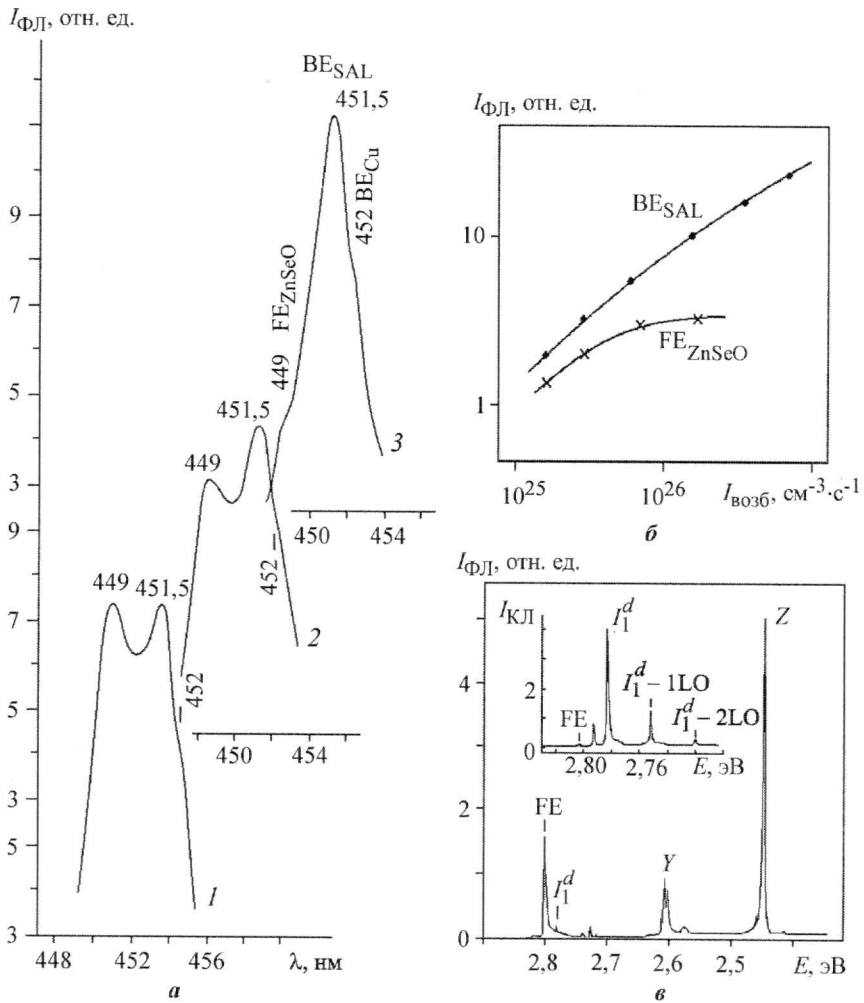 I_ФЛ, отн. ед.
BE_SAL
451,5
452 BE_Cu
FE_ZnSeO
449
9
7
5
3
9
7
5
3
5
3
451,5
449
3
450 454
452
449 451,5
2
452
450 454
1
448 452 456 λ, нм
а
I_ФЛ, отн. ед.
BE_SAL
10
FE_ZnSeO
1
10^25 10^26 I_возб, см^-3·с^-1
б
I_ФЛ, отн. ед.
I_КЛ
I_1^d
Z
I_1^d – 1LO
I_1^d – 2LO
FE
4
2
0
2,80 2,76 E, эВ
4
2
0
FE
I_1^d
Y
2,8 2,7 2,6 2,5 E, эВ
в